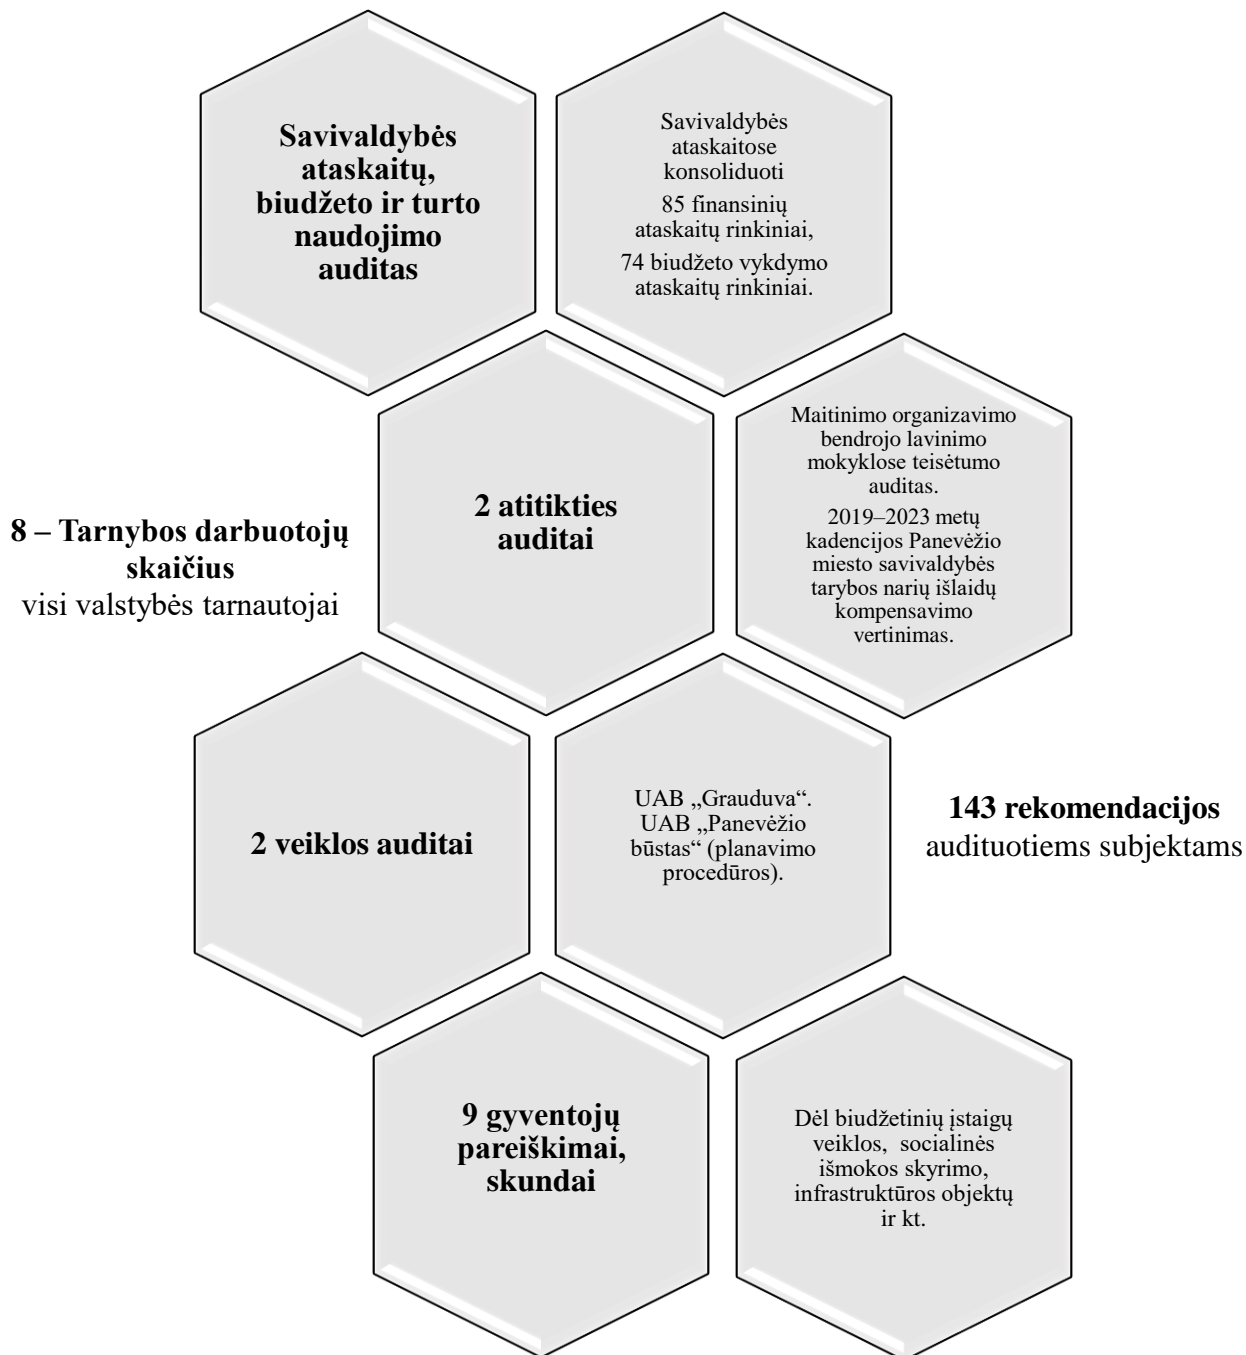 Savivaldybės
ataskaitų,
biudžeto ir turto
naudojimo
auditas
Savivaldybės
ataskaitose
konsoliduoti
85 finansinių
ataskaitų rinkiniai,
74 biudžeto vykdymo
ataskaitų rinkiniai.
8 – Tarnybos darbuotojų
skaičius
visi valstybės tarnautojai
2 atitikties
auditai
Maitinimo organizavimo
bendrojo lavinimo
mokyklose teisėtumo
auditas.
2019–2023 metų
kadencijos Panevėžio
miesto savivaldybės
tarybos narių išlaidų
kompensavimo
vertinimas.
2 veiklos auditai
UAB „Grauduva“.
UAB „Panevėžio
būstas“ (planavimo
procedūros).
143 rekomendacijos
audituotiems subjektams
9 gyventojų
pareiškimai,
skundai
Dėl biudžetinių įstaigų
veiklos, socialinės
išmokos skyrimo,
infrastruktūros objektų
ir kt.